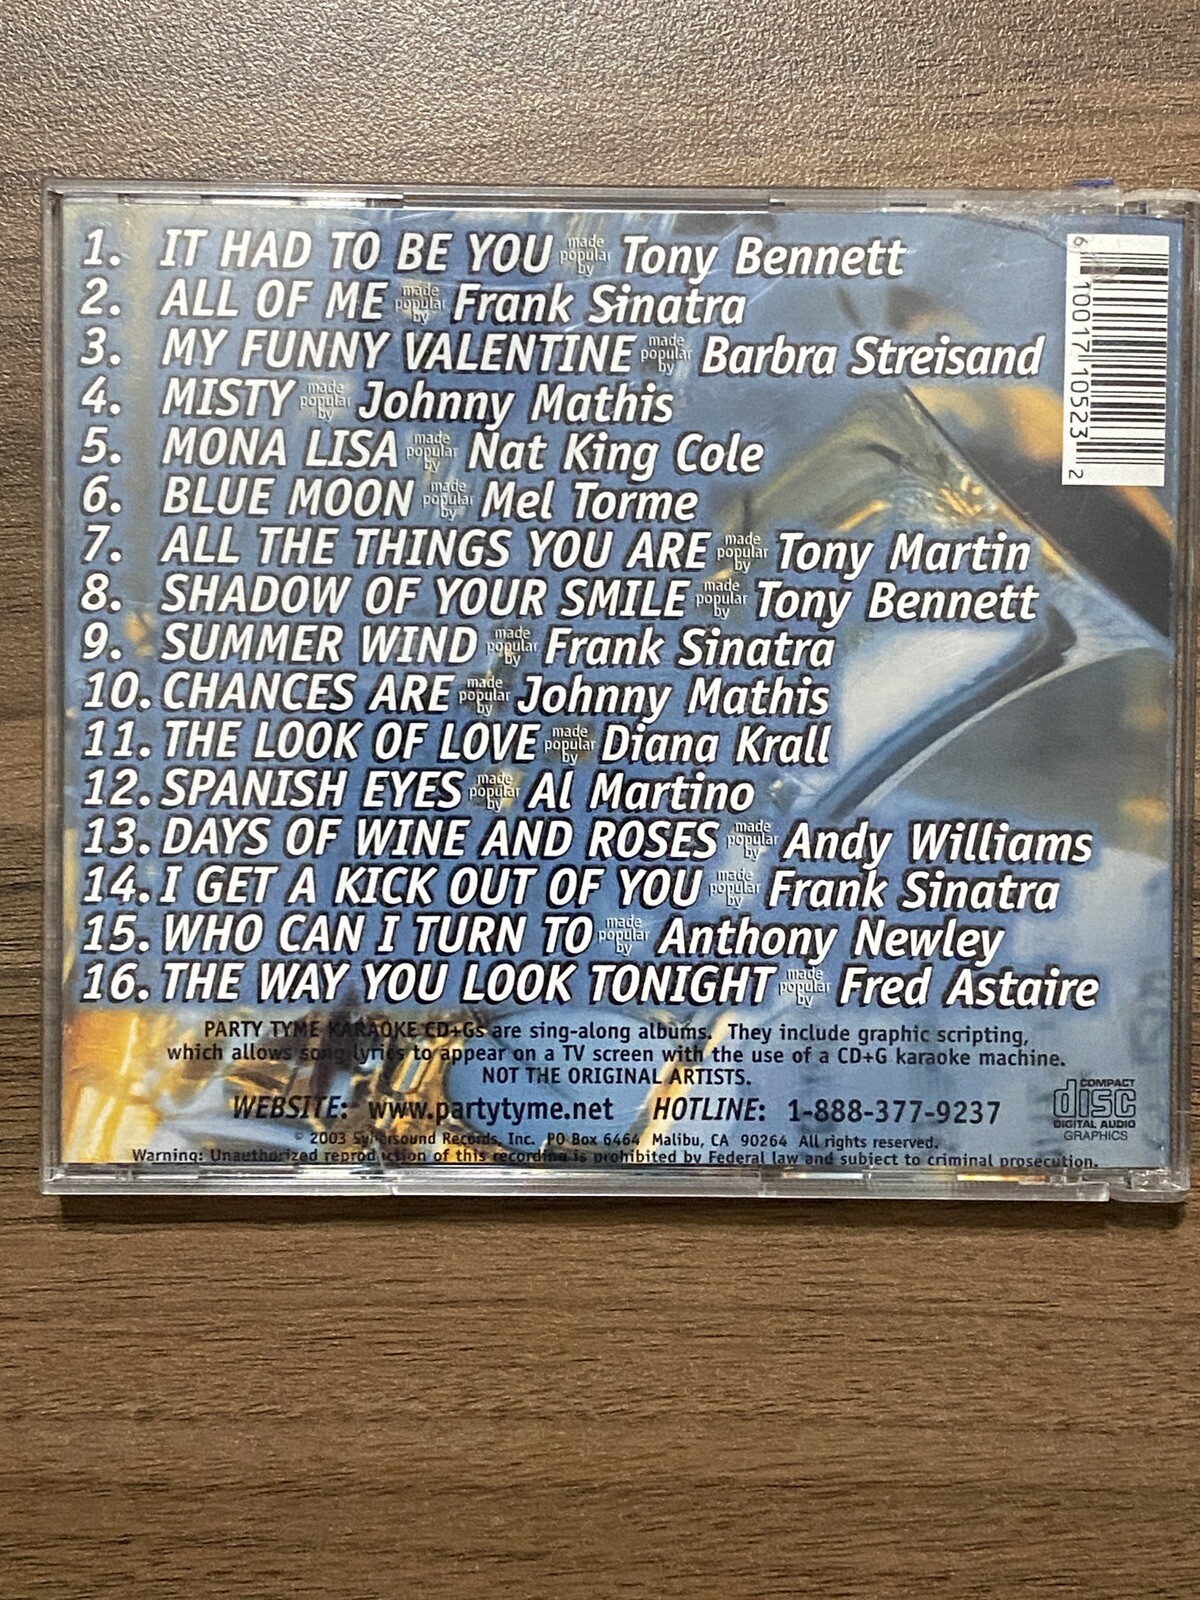 1. IT HAD TO BE YOU made popular by Tony Bennett
2. ALL OF ME made popular by Frank Sinatra
3. MY FUNNY VALENTINE made popular by Barbra Streisand
4. MISTY made popular by Johnny Mathis
5. MONA LISA made popular by Nat King Cole
6. BLUE MOON made popular by Mel Torme
7. ALL THE THINGS YOU ARE made popular by Tony Martin
8. SHADOW OF YOUR SMILE made popular by Tony Bennett
9. SUMMER WIND made popular by Frank Sinatra
10. CHANCES ARE made popular by Johnny Mathis
11. THE LOOK OF LOVE made popular by Diana Krall
12. SPANISH EYES made popular by Al Martino
13. DAYS OF WINE AND ROSES made popular by Andy Williams
14. I GET A KICK OUT OF YOU made popular by Frank Sinatra
15. WHO CAN I TURN TO made popular by Anthony Newley
16. THE WAY YOU LOOK TONIGHT made popular by Fred Astaire
6 10017 10523 2
PARTY TYME KARAOKE CD+Gs are sing-along albums. They include graphic scripting,
which allows song lyrics to appear on a TV screen with the use of a CD+G karaoke machine.
NOT THE ORIGINAL ARTISTS.
WEBSITE: www.partytyme.net HOTLINE: 1-888-377-9237
© 2003 Sybersound Records, Inc. PO Box 6464 Malibu, CA 90264 All rights reserved.
Warning: Unauthorized reproduction of this recording is prohibited by Federal law and subject to criminal prosecution.
COMPACT
disc
DIGITAL AUDIO
GRAPHICS